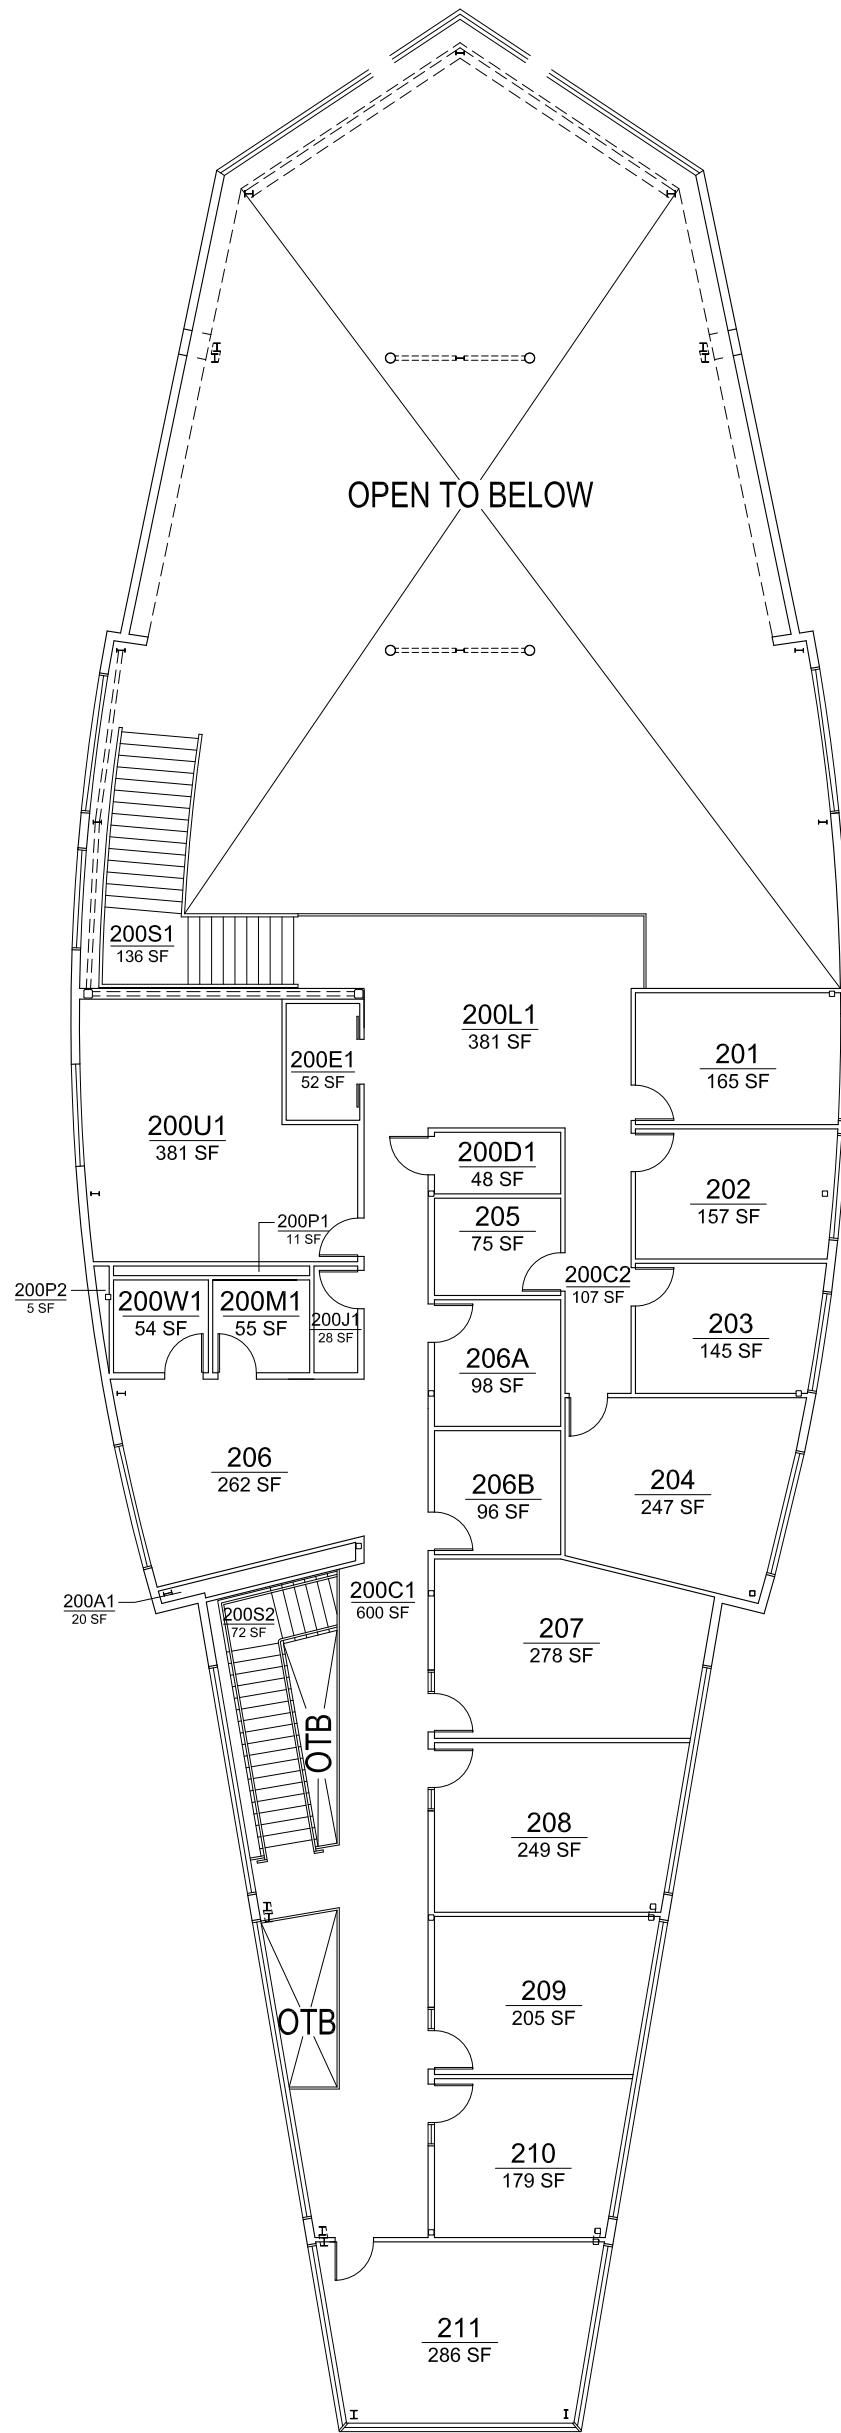 OPEN TO BELOW
200S1
136 SF
200L1
381 SF
200E1
52 SF
201
165 SF
200U1
381 SF
200D1
48 SF
202
157 SF
205
75 SF
200P1
11 SF
200C2
107 SF
200P2
5 SF
200W1
54 SF
200M1
55 SF
200J1
28 SF
203
145 SF
206A
98 SF
206
262 SF
206B
96 SF
204
247 SF
200A1
20 SF
200S2
72 SF
200C1
600 SF
207
278 SF
OTB
208
249 SF
209
205 SF
OTB
210
179 SF
211
286 SF